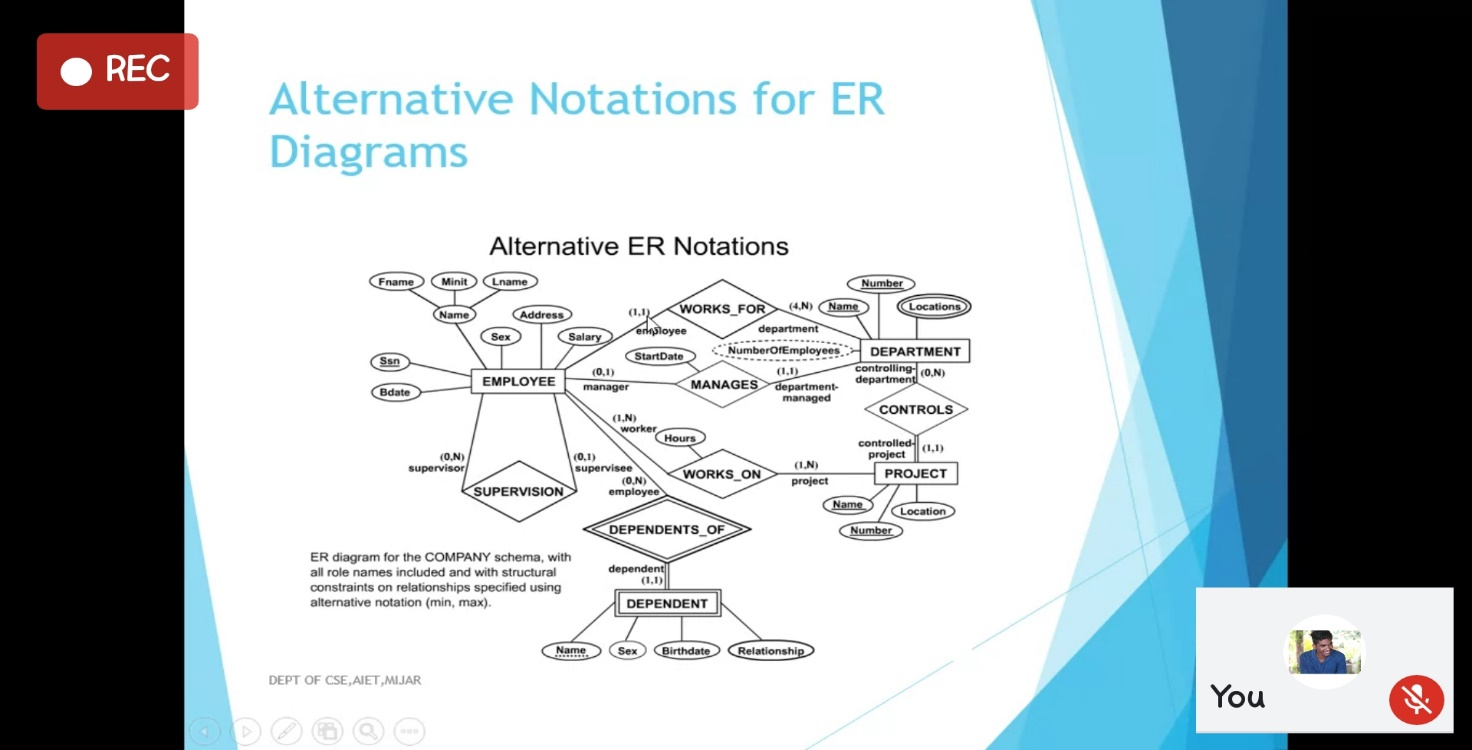 REC
Alternative Notations for ER
Diagrams
Alternative ER Notations
Fname Minit Lname
Name
Sex
Address
Salary
Ssn
Bdate
EMPLOYEE
(1,1)
employee
WORKS_FOR
(4,N)
department
Number
Name
Locations
NumberOfEmployees
DEPARTMENT
StartDate
(0,1)
manager
MANAGES
(1,1)
department-
managed
controlling-
department
(0,N)
CONTROLS
controlled-
project
(1,1)
(1,N)
worker
Hours
WORKS_ON
(1,N)
project
PROJECT
Name
Location
Number
(0,N)
supervisor
(0,1)
supervisee
SUPERVISION
(0,N)
employee
DEPENDENTS_OF
dependent
(1,1)
DEPENDENT
Name
Sex
Birthdate
Relationship
ER diagram for the COMPANY schema, with
all role names included and with structural
constraints on relationships specified using
alternative notation (min, max).
DEPT OF CSE,AIET,MIJAR
You